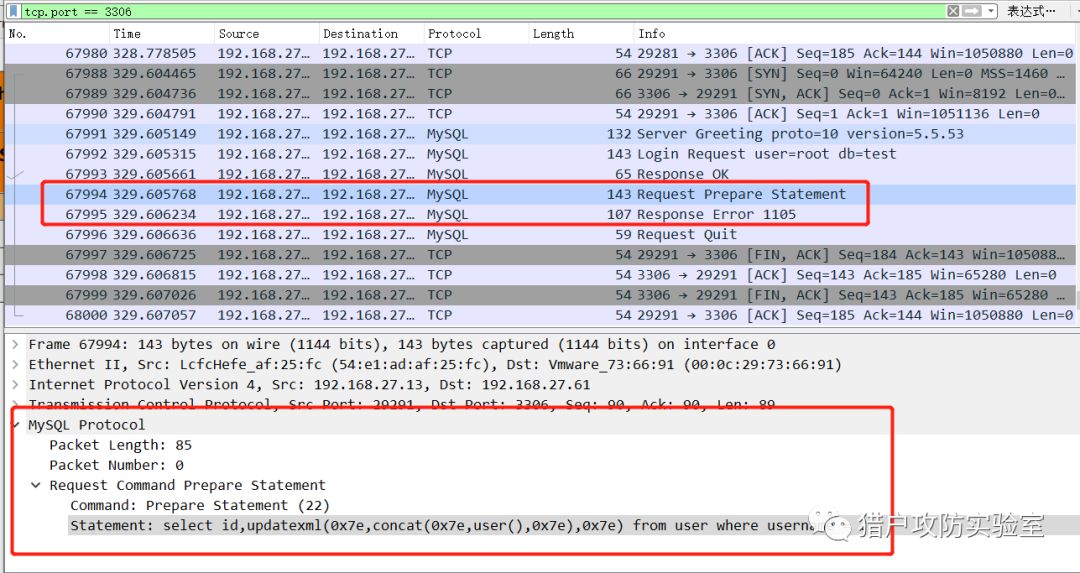 tcp.port == 3306 表达式…
No. Time Source Destination Protocol Length Info
67980 328.778505 192.168.27… 192.168.27… TCP 54 29281 → 3306 [ACK] Seq=185 Ack=144 Win=1050880 Len=0
67988 329.604465 192.168.27… 192.168.27… TCP 66 29291 → 3306 [SYN] Seq=0 Win=64240 Len=0 MSS=1460 …
67989 329.604736 192.168.27… 192.168.27… TCP 66 3306 → 29291 [SYN, ACK] Seq=0 Ack=1 Win=8192 Len=0…
67990 329.604791 192.168.27… 192.168.27… TCP 54 29291 → 3306 [ACK] Seq=1 Ack=1 Win=1051136 Len=0
67991 329.605149 192.168.27… 192.168.27… MySQL 132 Server Greeting proto=10 version=5.5.53
67992 329.605315 192.168.27… 192.168.27… MySQL 143 Login Request user=root db=test
67993 329.605661 192.168.27… 192.168.27… MySQL 65 Response OK
67994 329.605768 192.168.27… 192.168.27… MySQL 143 Request Prepare Statement
67995 329.606234 192.168.27… 192.168.27… MySQL 107 Response Error 1105
67996 329.606636 192.168.27… 192.168.27… MySQL 59 Request Quit
67997 329.606725 192.168.27… 192.168.27… TCP 54 29291 → 3306 [FIN, ACK] Seq=184 Ack=143 Win=105088…
67998 329.606815 192.168.27… 192.168.27… TCP 54 3306 → 29291 [ACK] Seq=143 Ack=185 Win=65280 Len=0
67999 329.607026 192.168.27… 192.168.27… TCP 54 3306 → 29291 [FIN, ACK] Seq=143 Ack=185 Win=65280 …
68000 329.607057 192.168.27… 192.168.27… TCP 54 29291 → 3306 [ACK] Seq=185 Ack=144 Win=1050880 Len=0
Frame 67994: 143 bytes on wire (1144 bits), 143 bytes captured (1144 bits) on interface 0
Ethernet II, Src: LcfcHefe_af:25:fc (54:e1:ad:af:25:fc), Dst: Vmware_73:66:91 (00:0c:29:73:66:91)
Internet Protocol Version 4, Src: 192.168.27.13, Dst: 192.168.27.61
Transmission Control Protocol, Src Port: 29291, Dst Port: 3306, Seq: 90, Ack: 90, Len: 89
MySQL Protocol
Packet Length: 85
Packet Number: 0
Request Command Prepare Statement
Command: Prepare Statement (22)
Statement: select id,updatexml(0x7e,concat(0x7e,user(),0x7e),0x7e) from user where userna
猎户攻防实验室